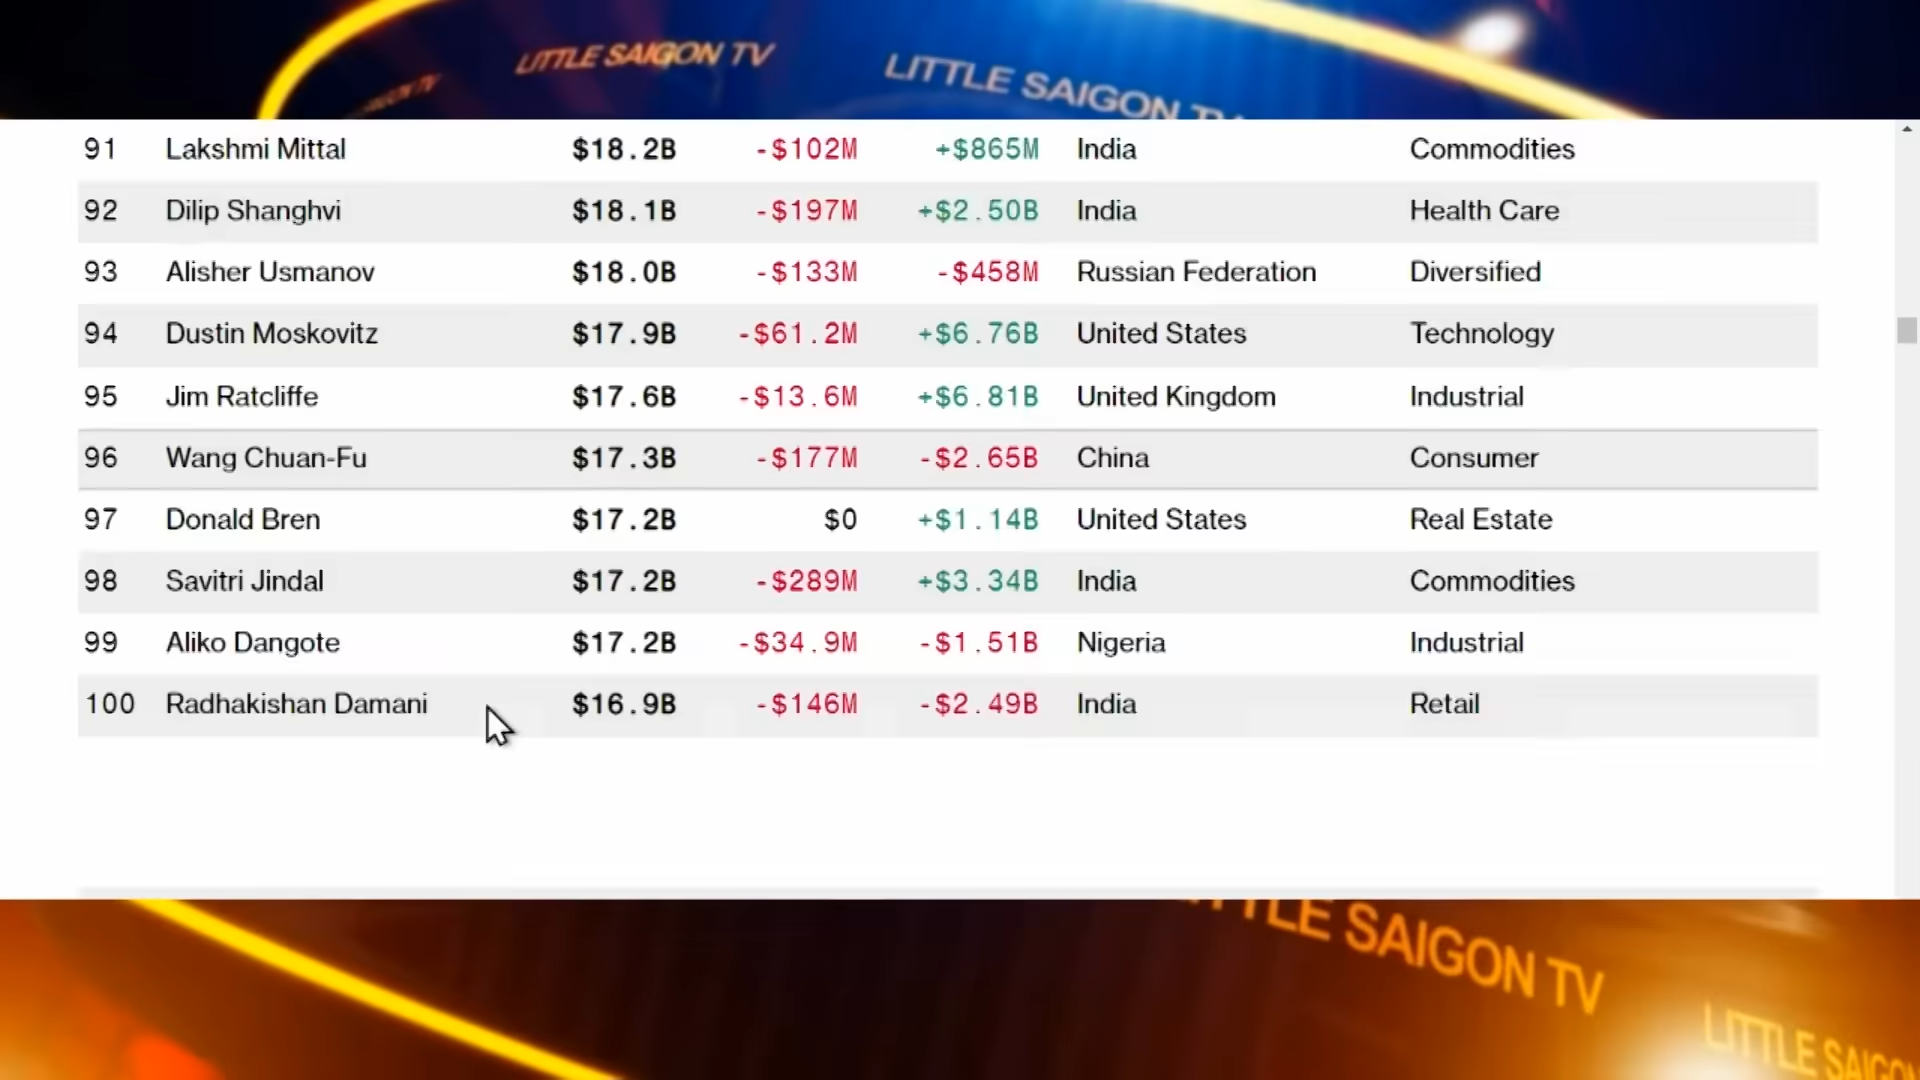 LITTLE SAIGON TV
LITTLE SAIGON TV
SAIGON TV
91 Lakshmi Mittal $18.2B -$102M +$865M India Commodities
92 Dilip Shanghvi $18.1B -$197M +$2.50B India Health Care
93 Alisher Usmanov $18.0B -$133M -$458M Russian Federation Diversified
94 Dustin Moskovitz $17.9B -$61.2M +$6.76B United States Technology
95 Jim Ratcliffe $17.6B -$13.6M +$6.81B United Kingdom Industrial
96 Wang Chuan-Fu $17.3B -$177M -$2.65B China Consumer
97 Donald Bren $17.2B $0 +$1.14B United States Real Estate
98 Savitri Jindal $17.2B -$289M +$3.34B India Commodities
99 Aliko Dangote $17.2B -$34.9M -$1.51B Nigeria Industrial
100 Radhakishan Damani $16.9B -$146M -$2.49B India Retail
LITTLE SAIGON TV
LITTLE SAIGON